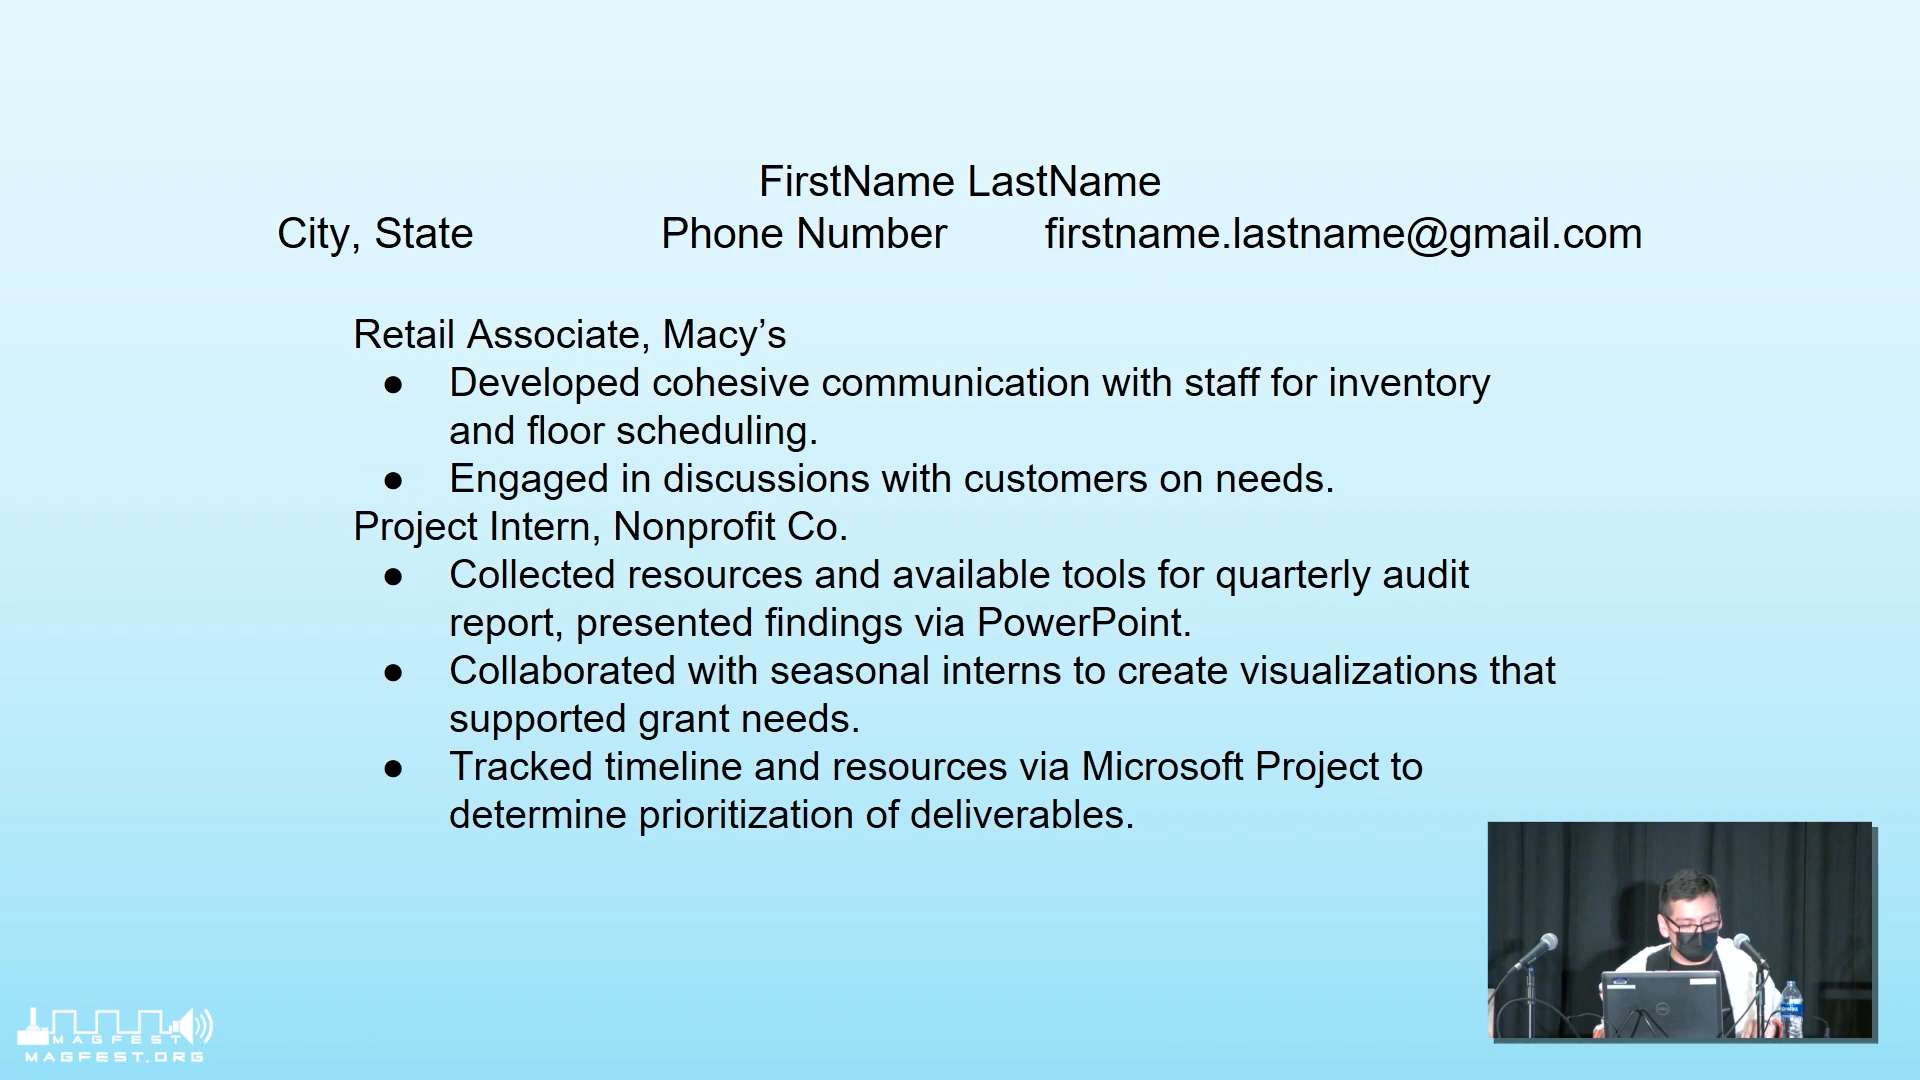 FirstName LastName
City, State Phone Number firstname.lastname@gmail.com
Retail Associate, Macy’s
● Developed cohesive communication with staff for inventory
and floor scheduling.
● Engaged in discussions with customers on needs.
Project Intern, Nonprofit Co.
● Collected resources and available tools for quarterly audit
report, presented findings via PowerPoint.
● Collaborated with seasonal interns to create visualizations that
supported grant needs.
● Tracked timeline and resources via Microsoft Project to
determine prioritization of deliverables.
MAGFEST
MAGFEST.ORG